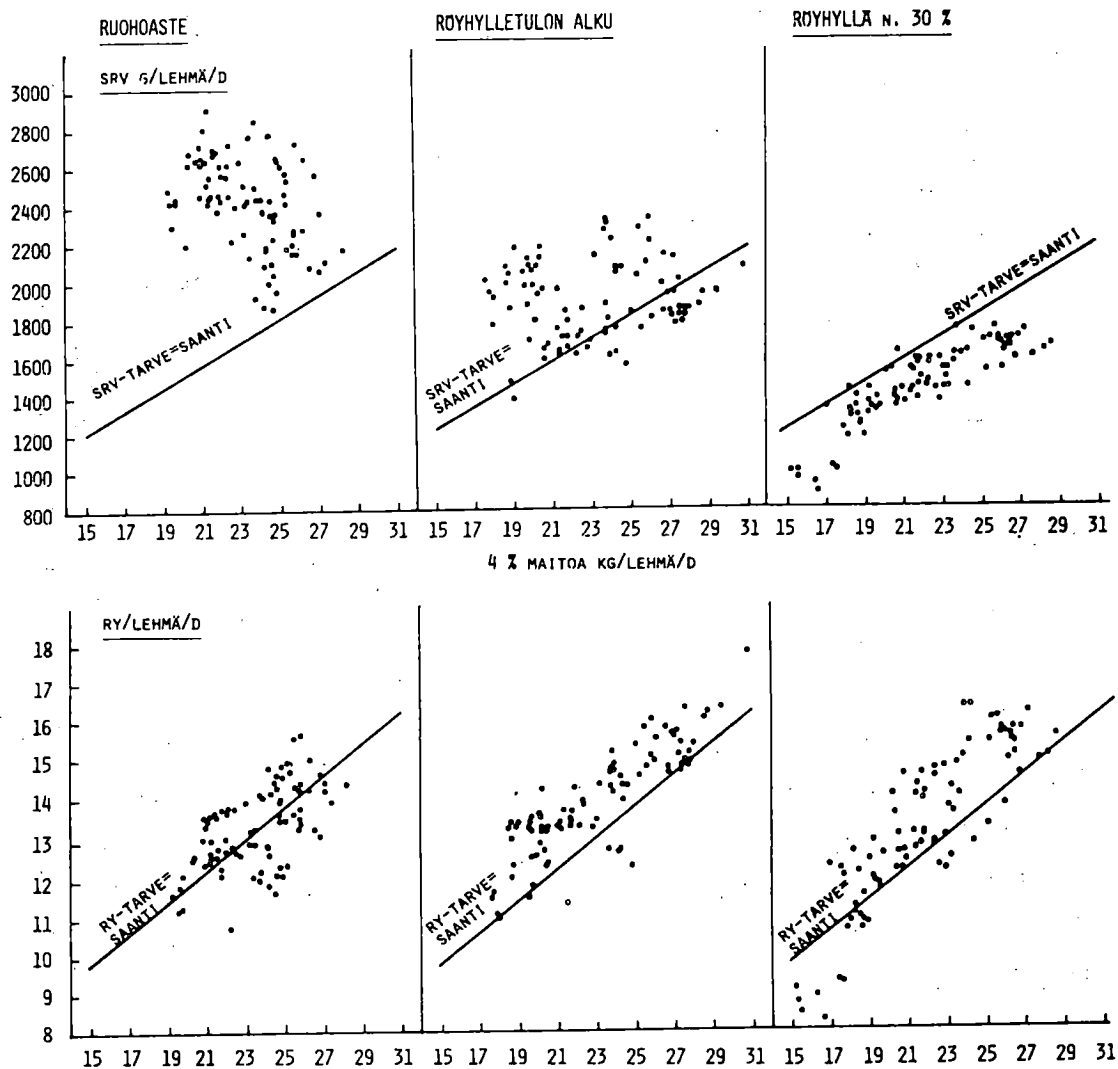 RUOHOASTE
RÖYHYLLETULON ALKU
RÖYHYLLÄ N. 30 %
SRV G/LEHMÄ/D
3000
2800
2600
2400
2200
2000
1800
1600
1400
1200
1000
800
SRV-TARVE=SAANTI
SRV-TARVE=
SAANTI
SRV-TARVE=SAANTI
15 17 19 21 23 25 27 29 31
15 17 19 21 23 25 27 29 31
15 17 19 21 23 25 27 29 31
4 % MAITOA KG/LEHMÄ/D
RY/LEHMÄ/D
18
17
16
15
14
13
12
11
10
9
8
RY-TARVE=
SAANTI
RY-TARVE=
SAANTI
RY-TARVE=
SAANTI
15 17 19 21 23 25 27 29 31
15 17 19 21 23 25 27 29 31
15 17 19 21 23 25 27 29 31